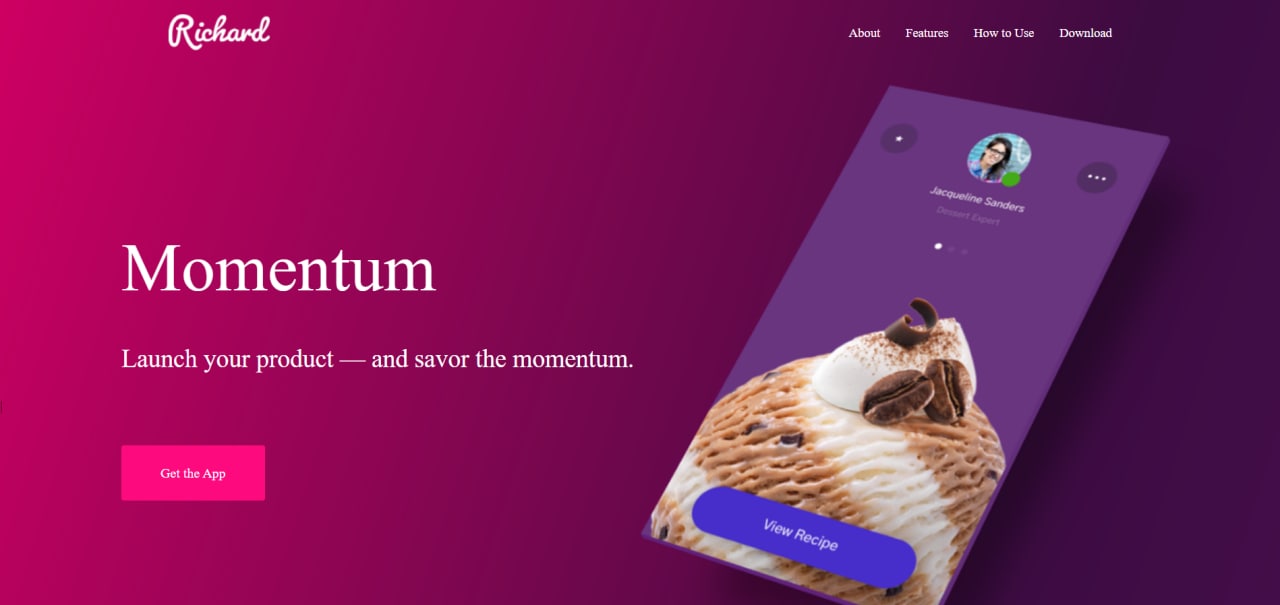 Richard
About Features How to Use Download
Jacqueline Sanders
Dessert Expert
Momentum
Launch your product — and savor the momentum.
Get the App
View Recipe